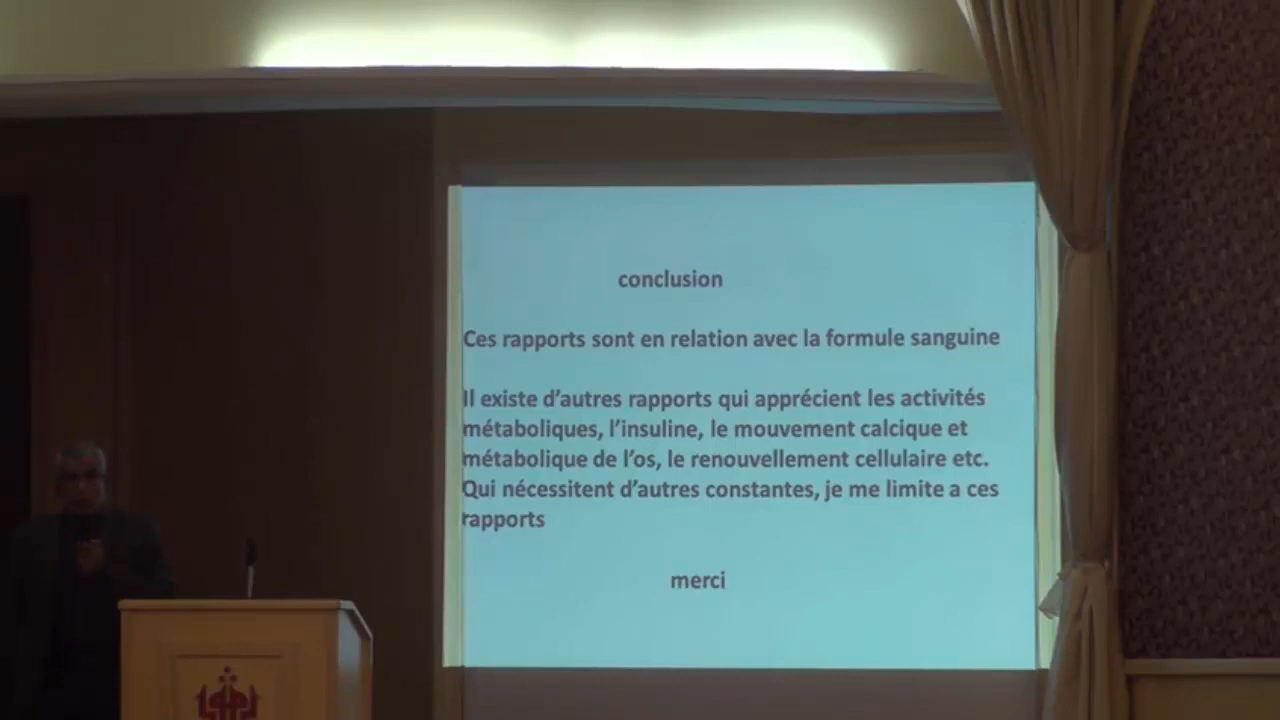 conclusion
Ces rapports sont en relation avec la formule sanguine
Il existe d'autres rapports qui apprécient les activités
métaboliques, l'insuline, le mouvement calcique et
métabolique de l'os, le renouvellement cellulaire etc.
Qui nécessitent d'autres constantes, je me limite a ces
rapports
merci